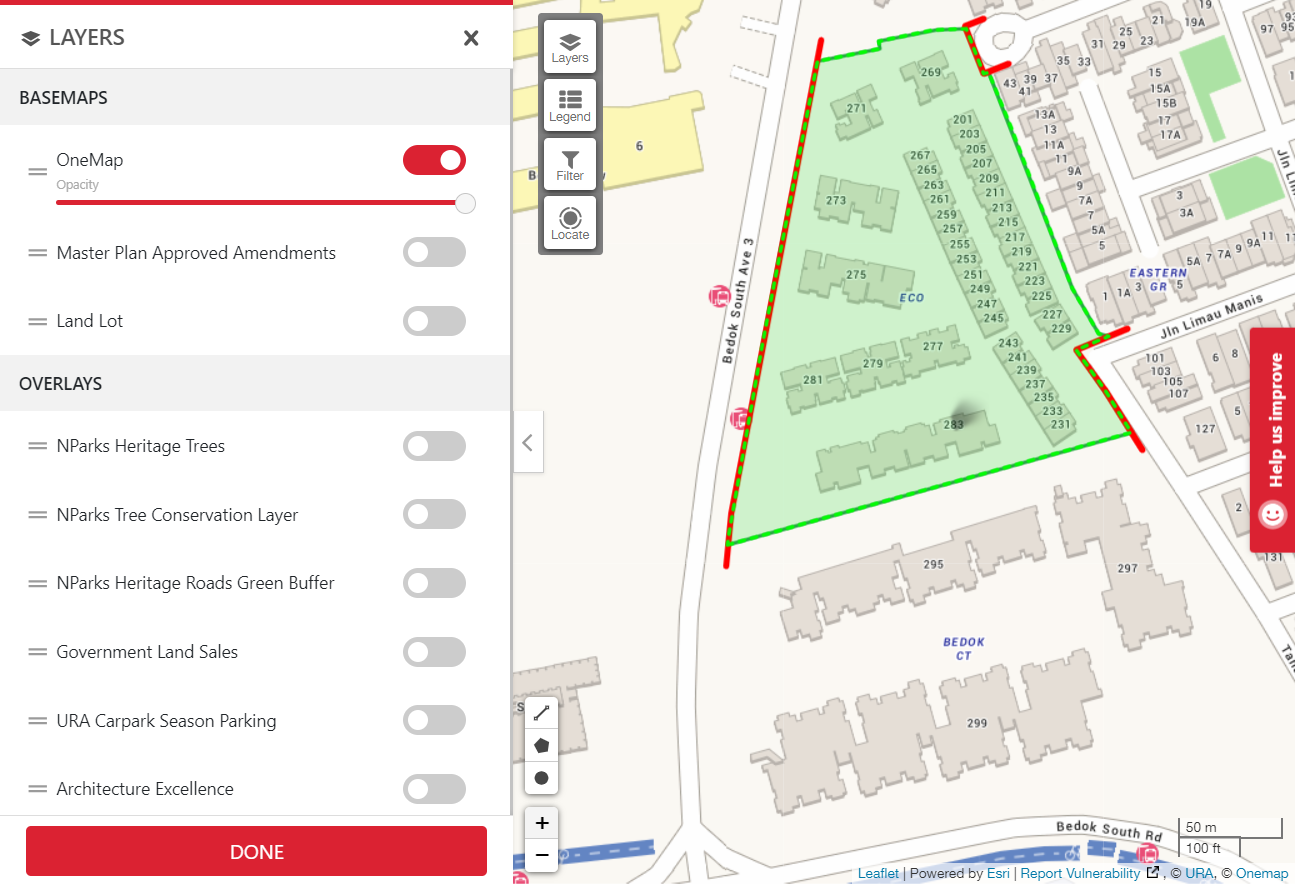 LAYERS
BASEMAPS
OneMap
Opacity
Master Plan Approved Amendments
Land Lot
OVERLAYS
NParks Heritage Trees
NParks Tree Conservation Layer
NParks Heritage Roads Green Buffer
Government Land Sales
URA Carpark Season Parking
Architecture Excellence
DONE
Layers
Legend
Filter
Locate
6
Bedok South Ave 3
269
271
273
275
ECO
277
279
281
283
201
203
205
207
209
211
213
215
217
219
221
223
225
227
229
267
265
263
261
259
257
255
253
251
249
247
245
243
241
239
237
235
233
231
19
21
19A
25
23
31
29
35
33
43
39
37
41
97
93
95
15
15A
15B
17
17A
13A
13
11A
11
9A
9
7A
7
5A
5
3
3A
EASTERN
GR
1
1A
3
5
5A
7
7A
9
9A
11
Jln Limau Manis
101
103
105
107
127
6
8
5
2
131
295
297
BEDOK
CT
299
Bedok South Rd
Help us improve
+
−
50 m
100 ft
Leaflet | Powered by Esri | Report Vulnerability , © URA, © Onemap